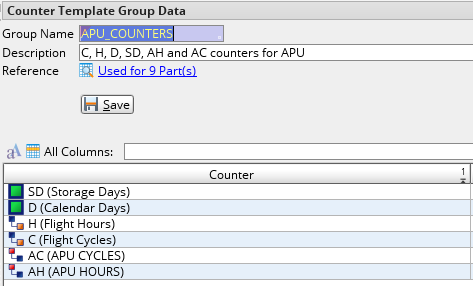 Counter Template Group Data
Group Name APU_COUNTERS
Description C, H, D, SD, AH and AC counters for APU
Reference Used for 9 Part(s)
Save
All Columns:
Counter 1
SD (Storage Days)
D (Calendar Days)
H (Flight Hours)
C (Flight Cycles)
AC (APU CYCLES)
AH (APU HOURS)